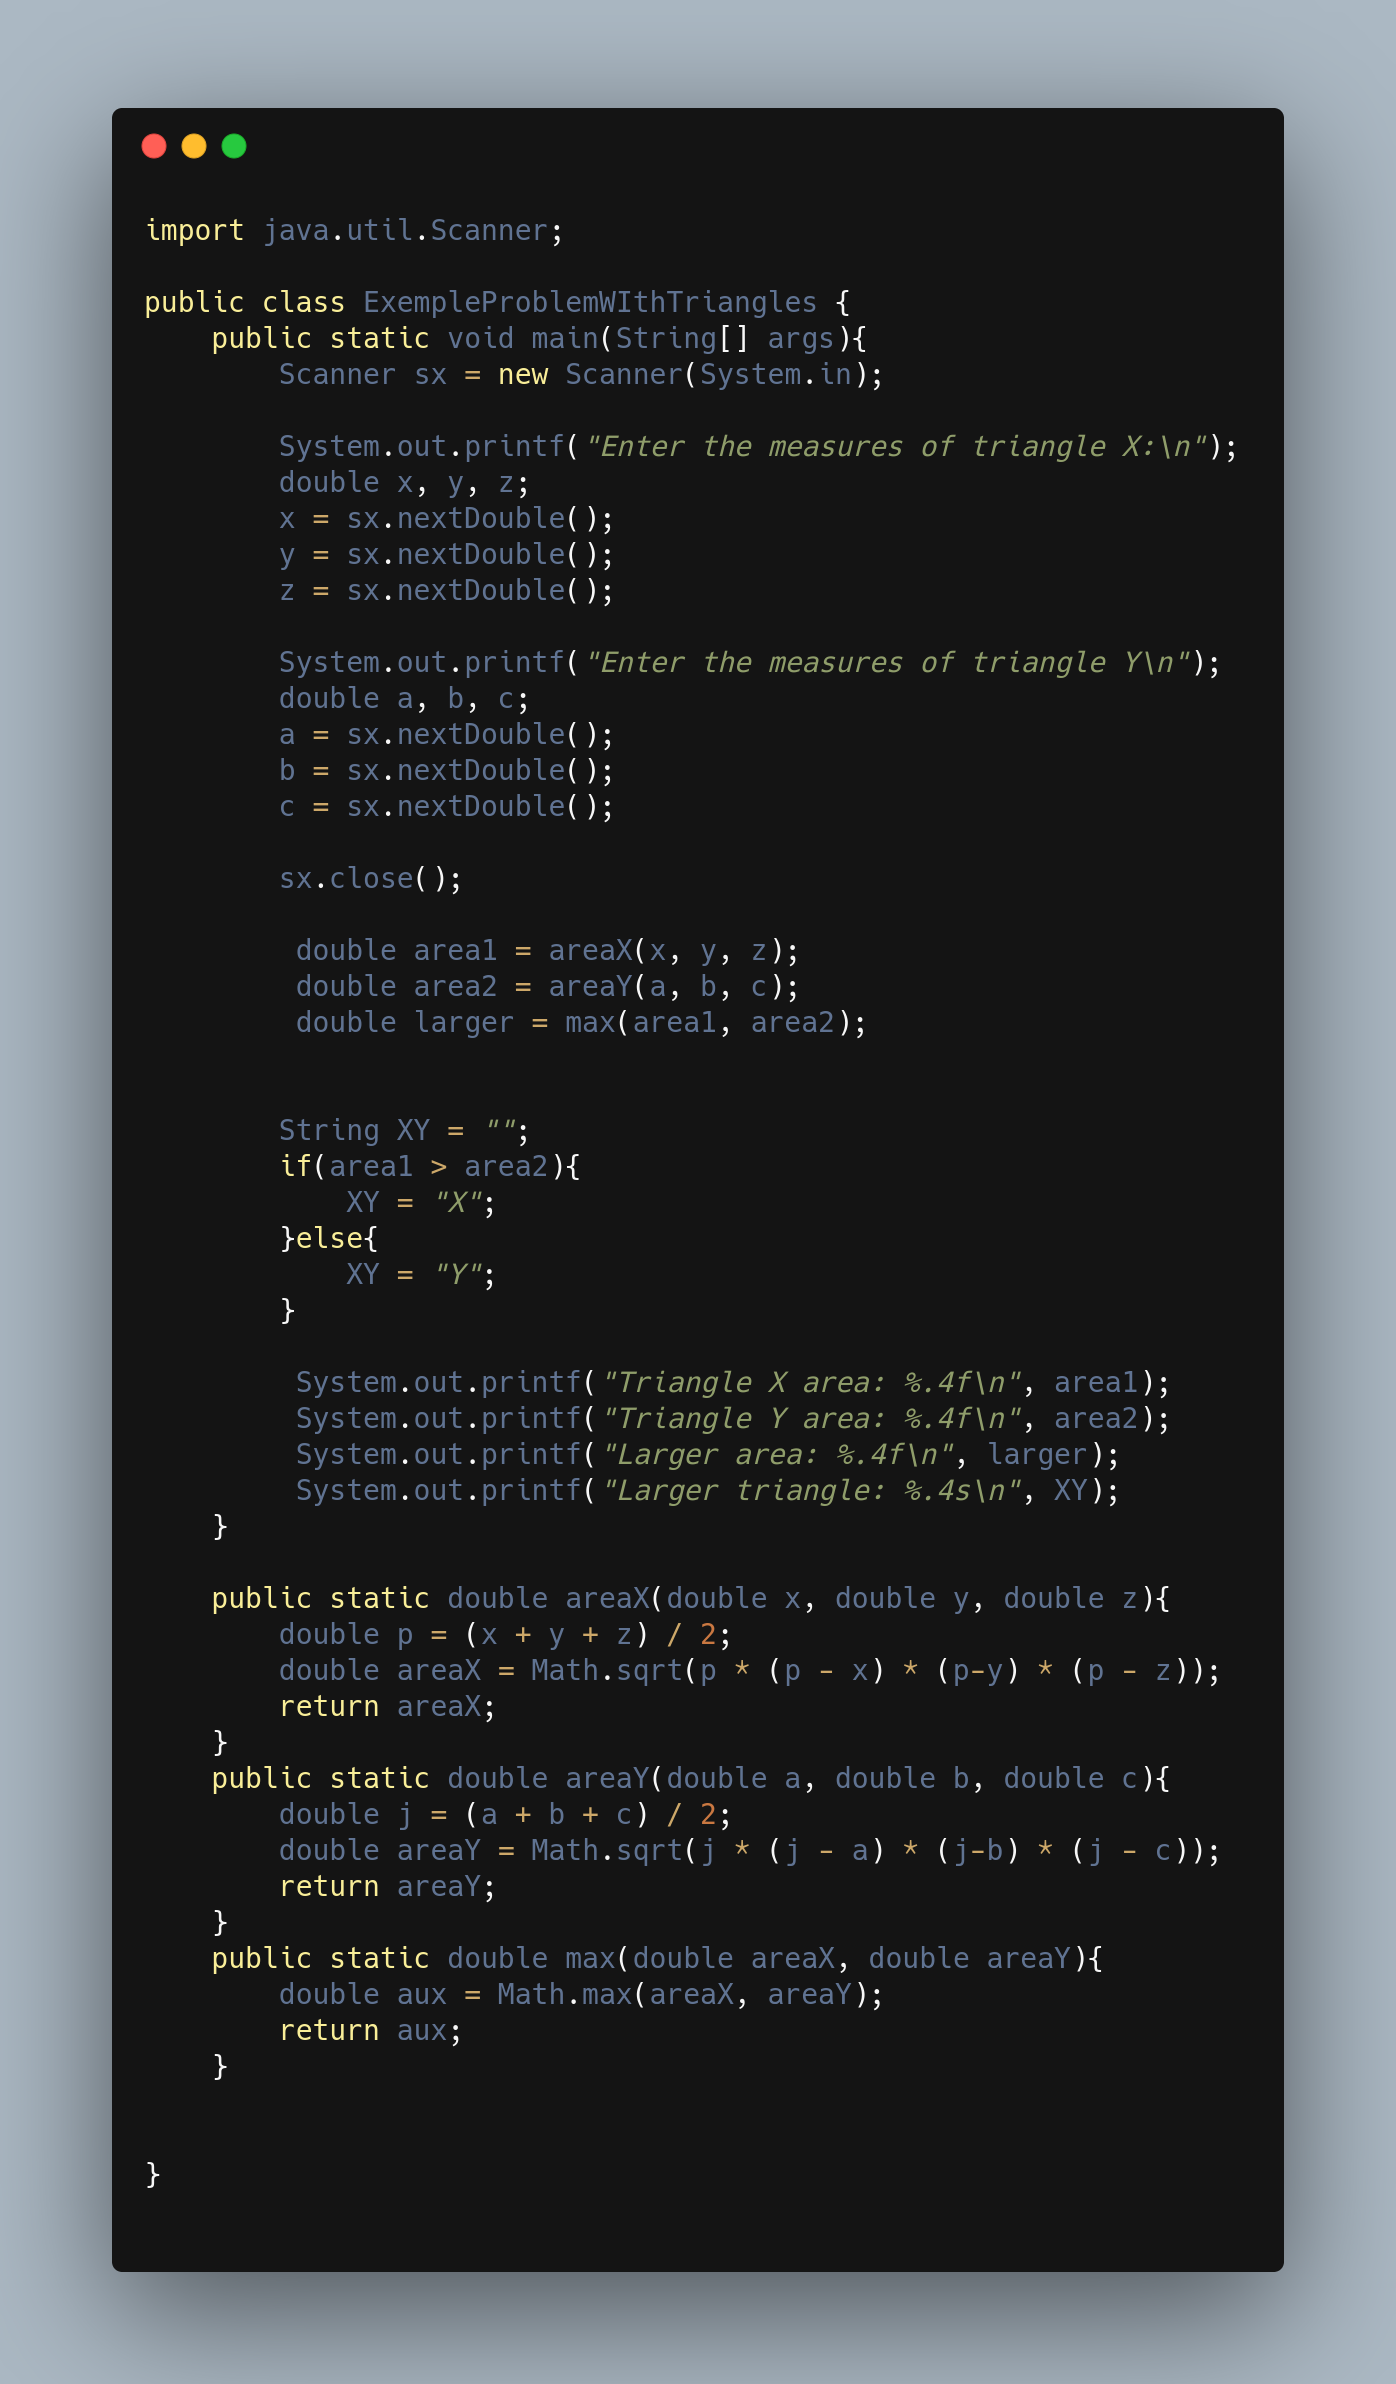 import java.util.Scanner;

public class ExempleProblemWIthTriangles {
    public static void main(String[] args){
        Scanner sx = new Scanner(System.in);

        System.out.printf("Enter the measures of triangle X:\n");
        double x, y, z;
        x = sx.nextDouble();
        y = sx.nextDouble();
        z = sx.nextDouble();

        System.out.printf("Enter the measures of triangle Y\n");
        double a, b, c;
        a = sx.nextDouble();
        b = sx.nextDouble();
        c = sx.nextDouble();

        sx.close();

         double area1 = areaX(x, y, z);
         double area2 = areaY(a, b, c);
         double larger = max(area1, area2);


        String XY = "";
        if(area1 > area2){
            XY = "X";
        }else{
            XY = "Y";
        }

         System.out.printf("Triangle X area: %.4f\n", area1);
         System.out.printf("Triangle Y area: %.4f\n", area2);
         System.out.printf("Larger area: %.4f\n", larger);
         System.out.printf("Larger triangle: %.4s\n", XY);
    }

    public static double areaX(double x, double y, double z){
        double p = (x + y + z) / 2;
        double areaX = Math.sqrt(p * (p - x) * (p-y) * (p - z));
        return areaX;
    }
    public static double areaY(double a, double b, double c){
        double j = (a + b + c) / 2;
        double areaY = Math.sqrt(j * (j - a) * (j-b) * (j - c));
        return areaY;
    }
    public static double max(double areaX, double areaY){
        double aux = Math.max(areaX, areaY);
        return aux;
    }


}